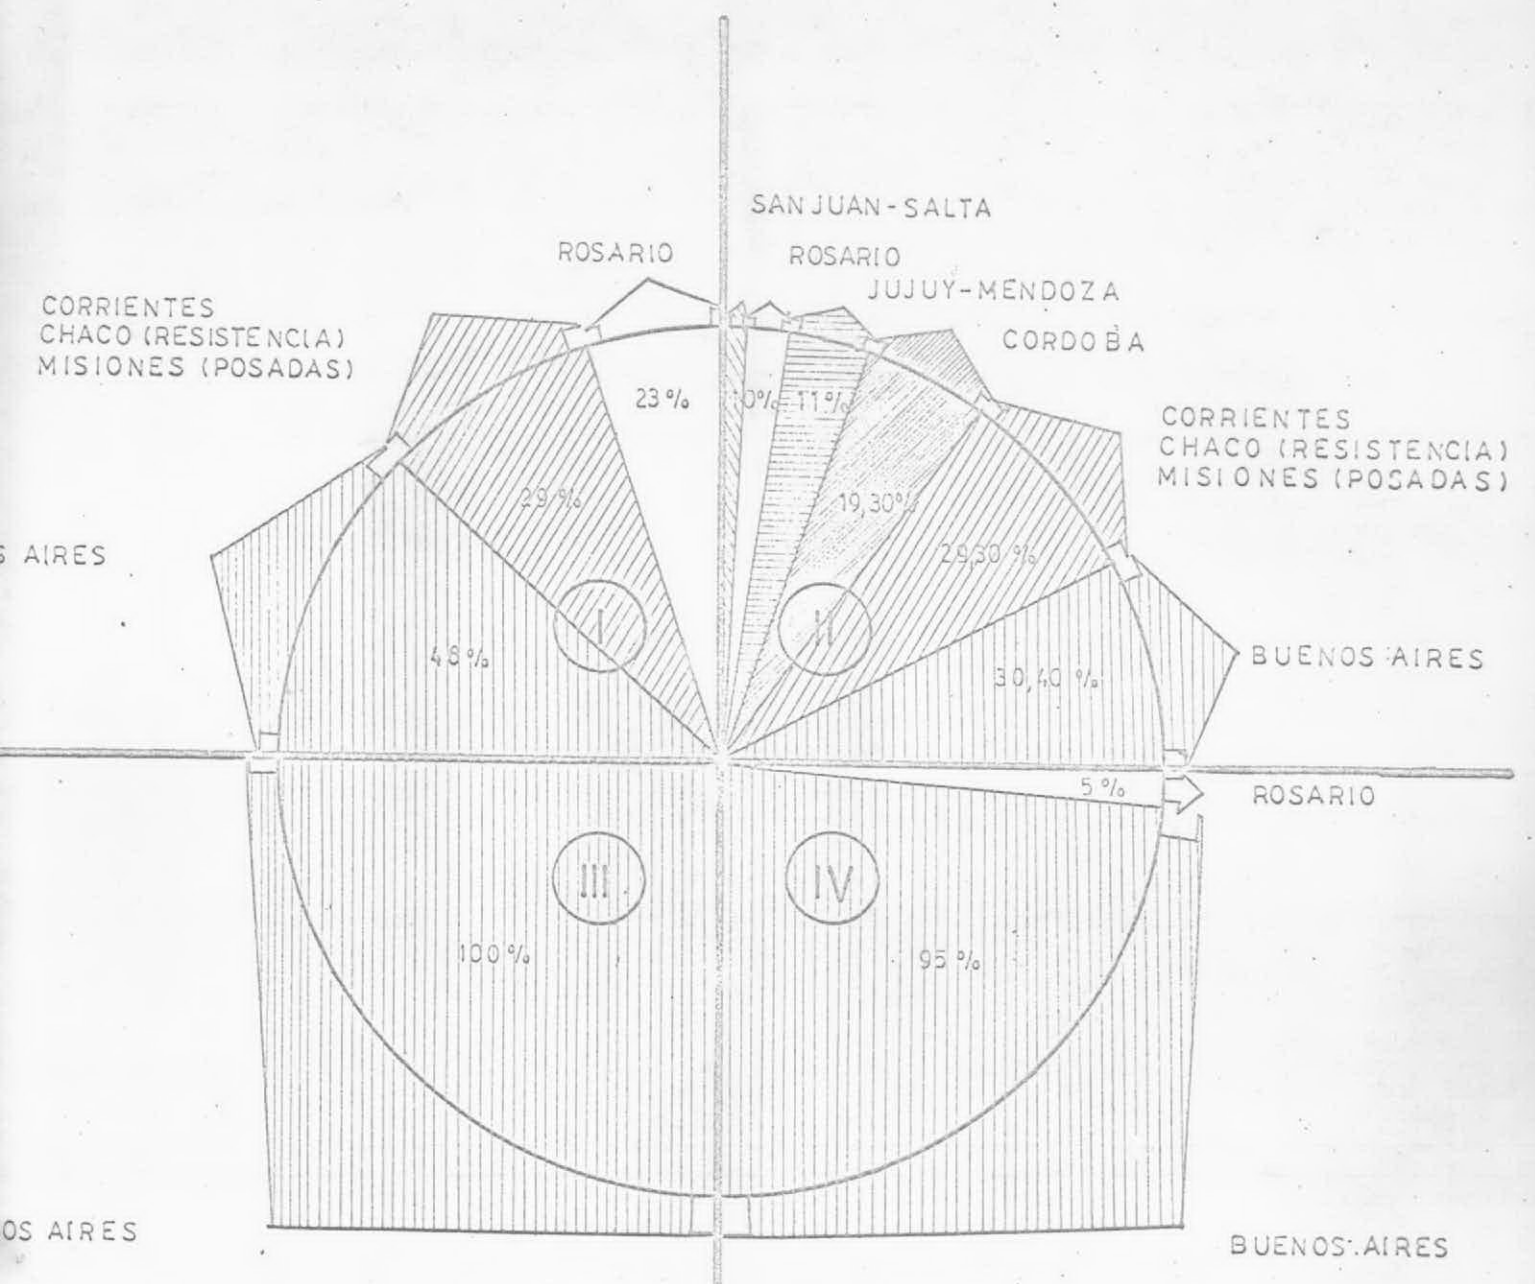 SAN JUAN-SALTA
ROSARIO
ROSARIO
JUJUY-MENDOZA
CORDOBA
CORRIENTES
CHACO (RESISTENCIA)
MISIONES (POSADAS)
CORRIENTES
CHACO (RESISTENCIA)
MISIONES (POSADAS)
23%
0%
11%
29%
19,30%
29,30 %
S AIRES
I
II
48%
30,40 %
BUENOS AIRES
5%
ROSARIO
III
IV
100%
95%
OS AIRES
BUENOS AIRES